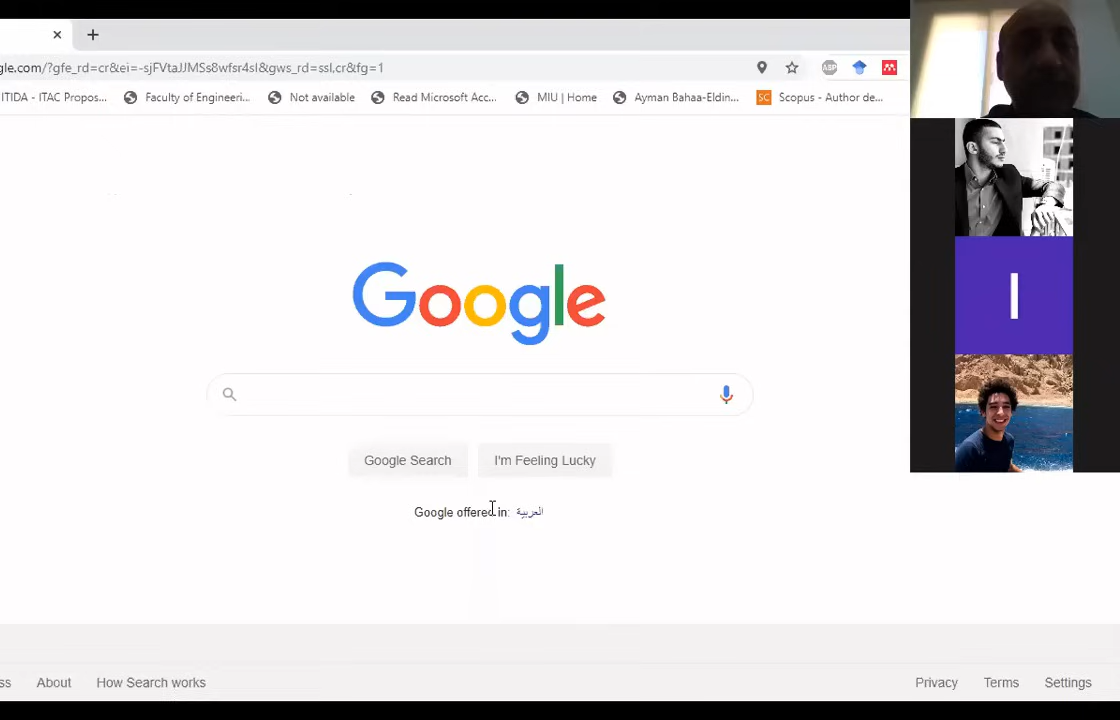 gle.com/?gfe_rd=cr&ei=-sjFVtaJJMSs8wfsr4sI&gws_rd=ssl,cr&fg=1
ABP
ITIDA - ITAC Propos... Faculty of Engineeri... Not available Read Microsoft Acc... MIU | Home Ayman Bahaa-Eldin... SC Scopus - Author de...
I
Google
Google Search I'm Feeling Lucky
Google offered in: العربية
ss About How Search works Privacy Terms Settings